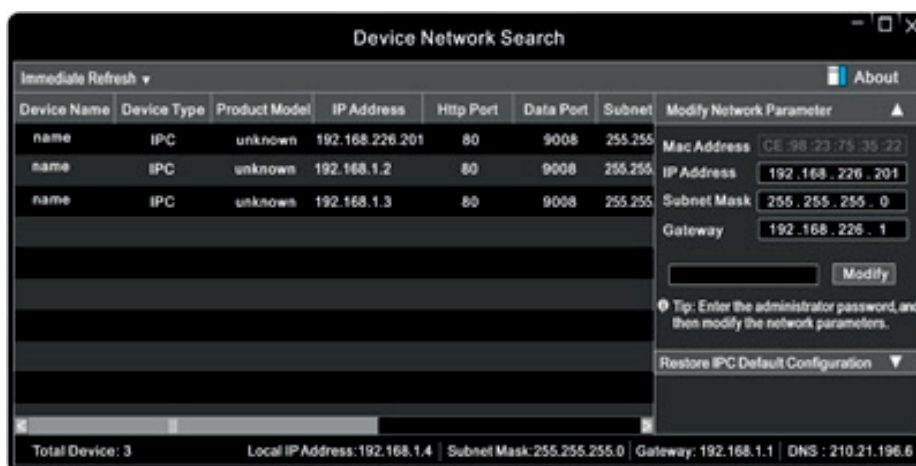 Device Network Search
Immediate Refresh
About
Device Name Device Type Product Model IP Address Http Port Data Port Subnet
name IPC unknown 192.168.226.201 80 9008 255.255
name IPC unknown 192.168.1.2 80 9008 255.255.
name IPC unknown 192.168.1.3 80 9008 255.255.
Modify Network Parameter
Mac Address CE:98:23:75:35:22
IP Address 192.168.226.201
Subnet Mask 255.255.255.0
Gateway 192.168.226.1
Modify
Tip: Enter the administrator password, and
then modify the network parameters.
Restore IPC Default Configuration
Total Device: 3 Local IP Address:192.168.1.4 Subnet Mask:255.255.255.0 Gateway: 192.168.1.1 DNS : 210.21.196.6